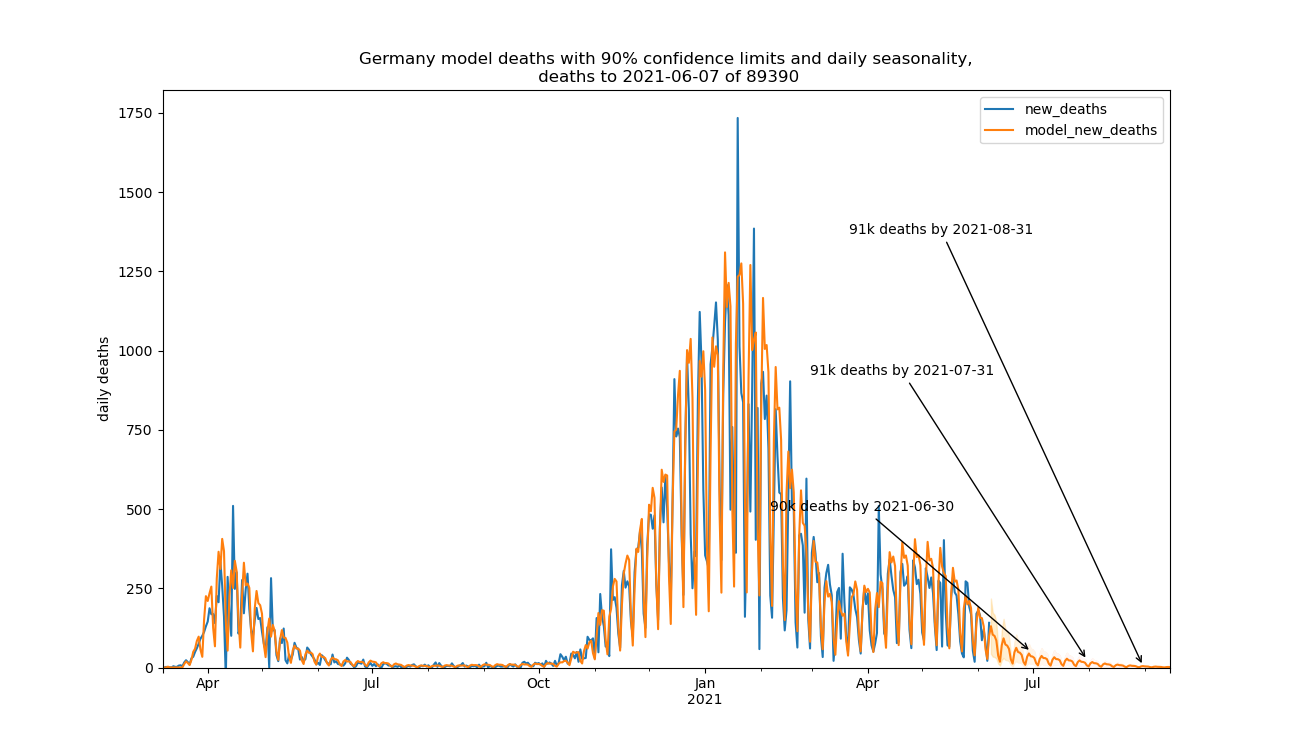 Germany model deaths with 90% confidence limits and daily seasonality,
deaths to 2021-06-07 of 89390
new_deaths
model_new_deaths
91k deaths by 2021-08-31
91k deaths by 2021-07-31
90k deaths by 2021-06-30
daily deaths
1750
1500
1250
1000
750
500
250
0
Apr
Jul
Oct
Jan
2021
Apr
Jul